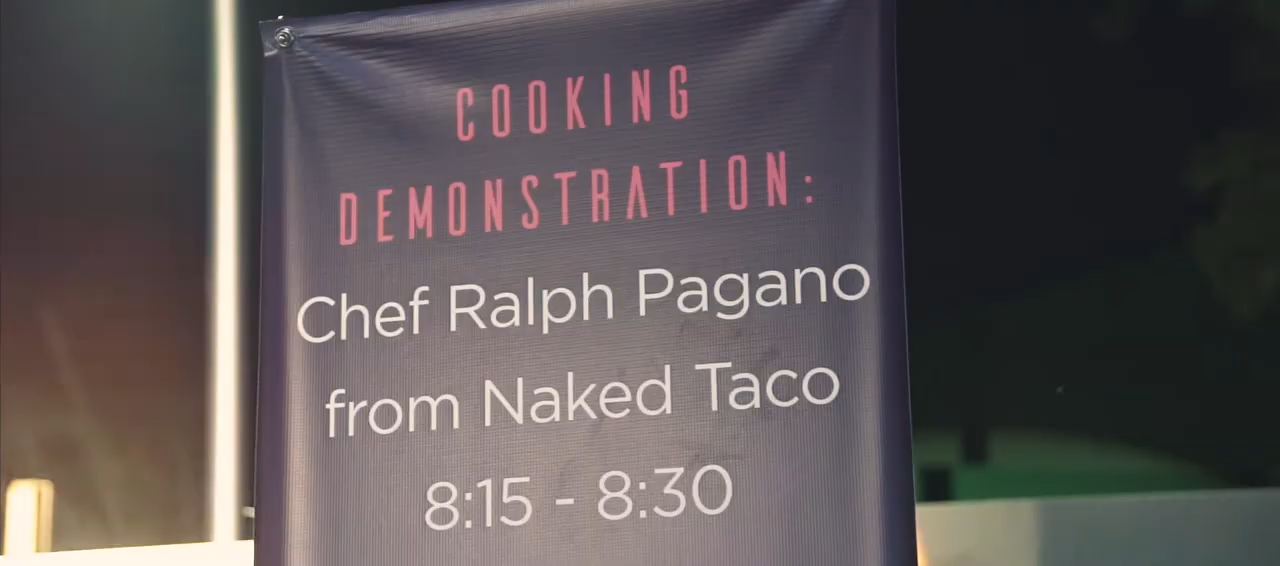 COOKING
DEMONSTRATION:
Chef Ralph Pagano
from Naked Taco
8:15 - 8:30